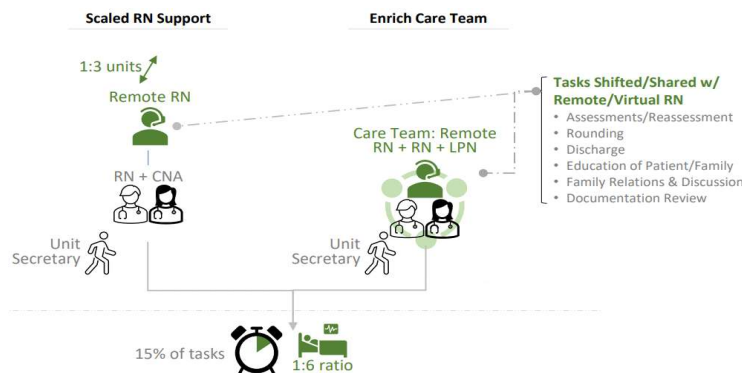 Scaled RN Support
Enrich Care Team
1:3 units
Remote RN
RN + CNA
Unit
Secretary
Care Team: Remote
RN + RN + LPN
Unit
Secretary
Tasks Shifted/Shared w/
Remote/Virtual RN
• Assessments/Reassessment
• Rounding
• Discharge
• Education of Patient/Family
• Family Relations & Discussion
• Documentation Review
15% of tasks
1:6 ratio